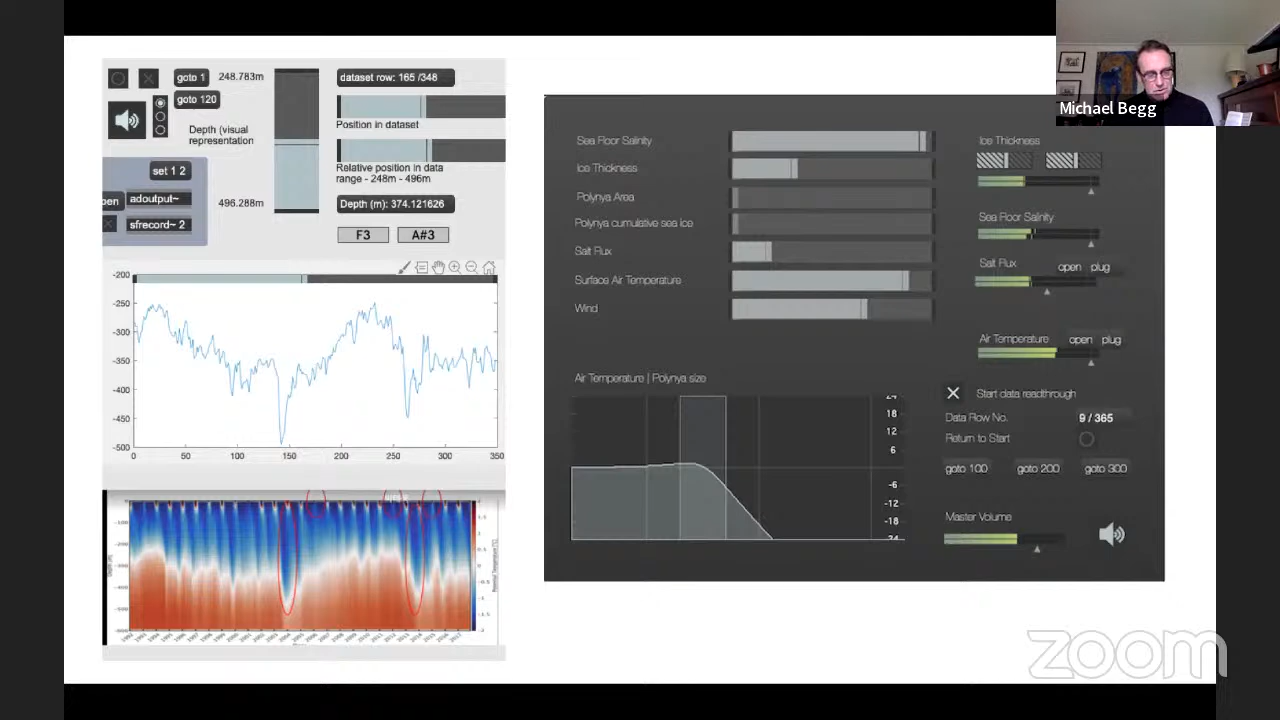 goto 1
248.783m
goto 120
Depth (visual
representation
set 1 2
adoutput~
496.288m
sfrecord~ 2
dataset row: 165 /348
Position in dataset
Relative position in data
range - 248m - 496m
Depth (m): 374.121626
F3 A#3
-200
-250
-300
-350
-400
-450
-500
0 50 100 150 200 250 300 350
Michael Begg
Sea Floor Salinity
Ice Thickness
Polynya Area
Polynya cumulative sea ice
Salt Flux
Surface Air Temperature
Wind
Air Temperature | Polynya size
24
18
12
6
-6
-12
-18
Ice Thickness
Sea Floor Salinity
Salt Flux open plug
Air Temperature open plug
Start data readthrough
Data Row No. 9 / 365
Return to Start
goto 100 goto 200 goto 300
Master Volume
zoom